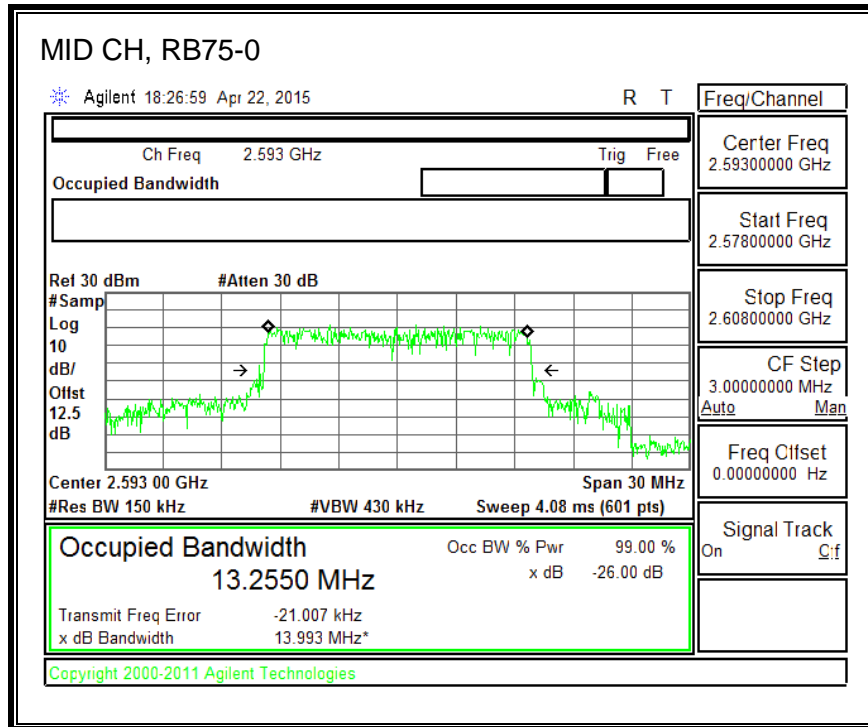 MID CH, RB75-0
Agilent 18:26:59 Apr 22, 2015 R T
Freq/Channel
Ch Freq 2.593 GHz Trig Free
Occupied Bandwidth
Center Freq
2.59300000 GHz
Start Freq
2.57800000 GHz
Stop Freq
2.60800000 GHz
CF Step
3.00000000 MHz
Auto Man
Freq Offset
0.00000000 Hz
Signal Track
On Off
Ref 30 dBm #Atten 30 dB
#Samp
Log
10
dB/
Offst
12.5
dB
Center 2.593 00 GHz Span 30 MHz
#Res BW 150 kHz #VBW 430 kHz Sweep 4.08 ms (601 pts)
Occupied Bandwidth Occ BW % Pwr 99.00 %
13.2550 MHz x dB -26.00 dB
Transmit Freq Error -21.007 kHz
x dB Bandwidth 13.993 MHz*
Copyright 2000-2011 Agilent Technologies